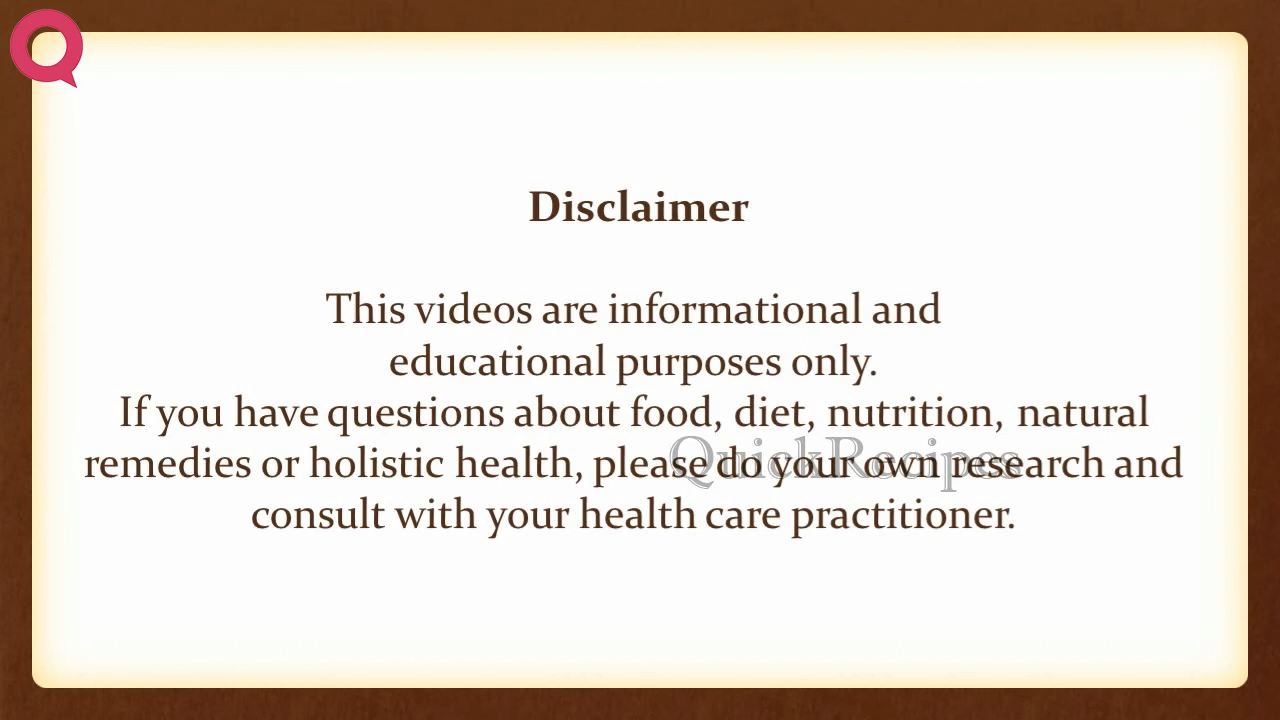 Disclaimer
This videos are informational and
educational purposes only.
If you have questions about food, diet, nutrition, natural
remedies or holistic health, please do your own research and
QuickRecipes
consult with your health care practitioner.